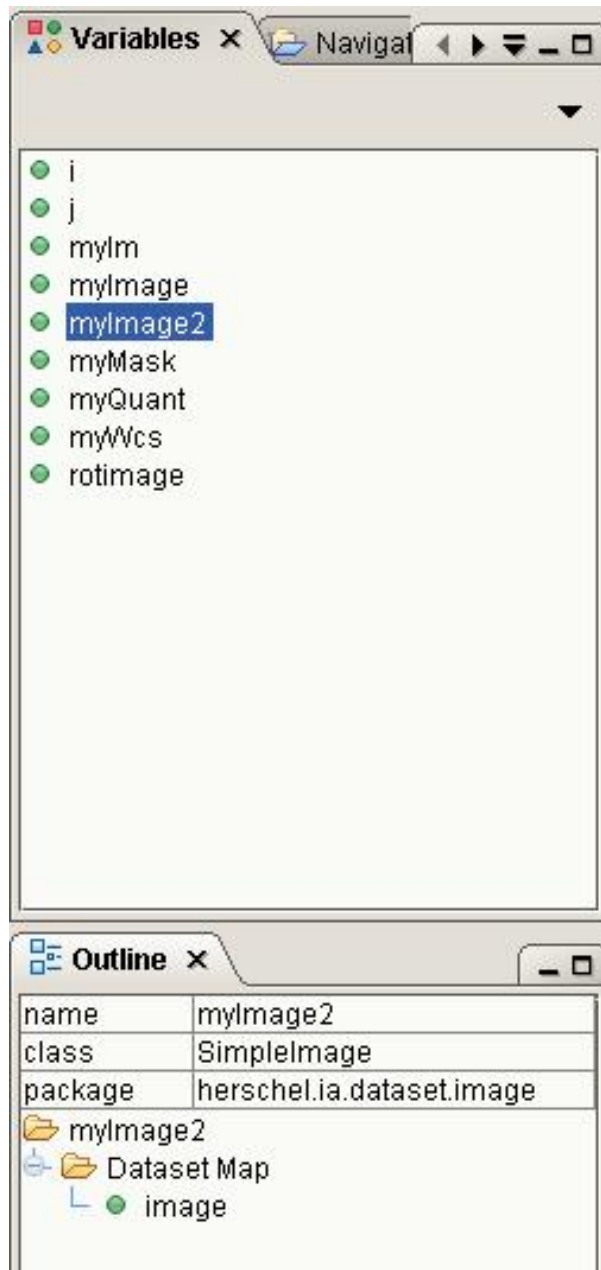 Variables Navigat
i
j
myIm
myImage
myImage2
myMask
myQuant
myWcs
rotimage
Outline
name myImage2
class SimpleImage
package herschel.ia.dataset.image
myImage2
Dataset Map
image